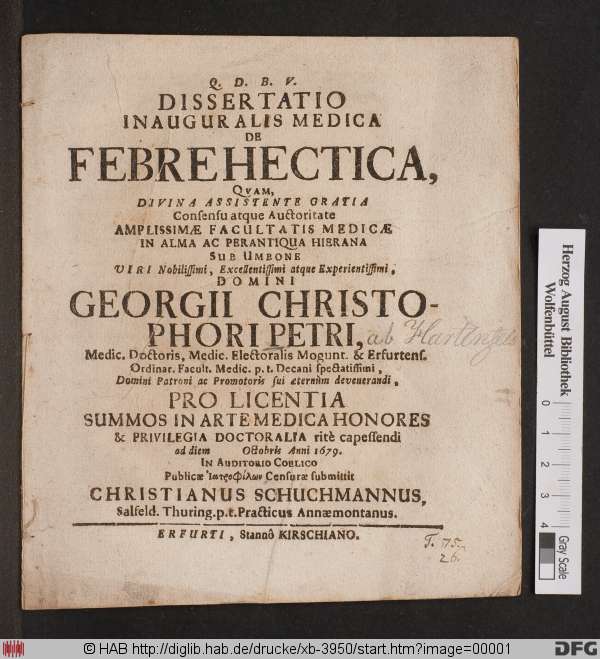 Q. D. B. V.
DISSERTATIO
INAUGURALIS MEDICA
DE
FEBRE HECTICA,
QVAM,
DIVINA ASSISTENTE GRATIA
Consensu atque Auctoritate
AMPLISSIMÆ FACULTATIS MEDICÆ
IN ALMA AC PERANTIQUA HIERANA
SUB UMBONE
VIRI Nobilissimi, Excellentissimi atque Experientissimi,
DOMINI
GEORGII CHRISTO-
PHORI PETRI, ab Hartenfels
Medic. Doctoris, Medic. Electoralis Mogunt. & Erfurtens.
Ordinar. Facult. Medic. p. t. Decani spectatissimi,
Domini Patroni ac Promotoris sui æternùm devenerandi,
PRO LICENTIA
SUMMOS IN ARTE MEDICA HONORES
& PRIVILEGIA DOCTORALIA ritè capessendi
ad diem Octobris Anni 1679.
IN AUDITORIO COELICO
Publicæ Ἰατροφίλων Censuræ submittit
CHRISTIANUS SCHUCHMANNUS,
Salfeld. Thuring. p. t. Practicus Annæmontanus.
ERFURTI, Stannô KIRSCHIANO.
T. 75.
26.
Herzog August Bibliothek
Wolfenbüttel
0
1
2
3
4
Gray Scale
© HAB http://diglib.hab.de/drucke/xb-3950/start.htm?image=00001
DFG